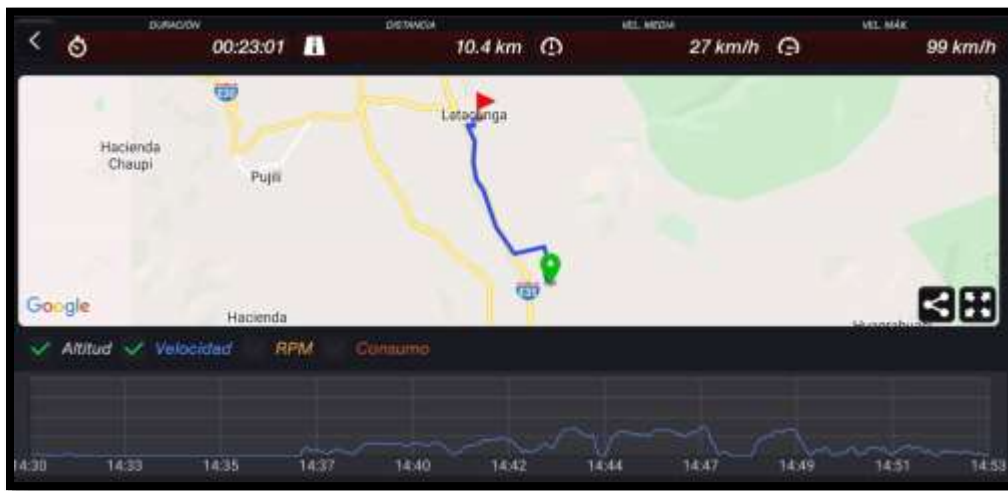 DURACIÓN DISTANCIA VEL. MEDIA VEL. MÁX.
00:23:01 10.4 km 27 km/h 99 km/h
Latacunga
Hacienda
Chaupi
Pujilí
Google
Hacienda
Altitud Velocidad RPM Consumo
14:30 14:33 14:35 14:37 14:40 14:42 14:44 14:47 14:49 14:51 14:53